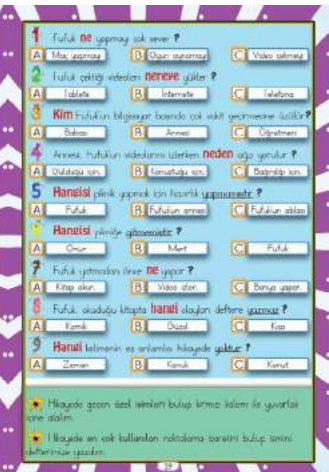 1 Fufuk ne yapmayı çok sever ?
A Maç yapmayı B Oyun oynamayı C Video çekmeyi
2 Fufuk çektiği videoları nereye yükler ?
A Tablete B İnternete C Telefona
3 Kim Fufuk'un bilgisayar başında çok vakit geçirmesine üzülür?
A Babası B Annesi C Öğretmeni
4 Annesi, Fufuk'un videolarını izlerken neden ağzı yorulur ?
A Güldüğü için. B Konuştuğu için. C Bağırdığı için.
5 Hangisi piknik yapmak için hazırlık yapmamıştır ?
A Fufuk B Fufuk'un annesi C Fufuk'un ablası
6 Hangisi pikniğe gitmemiştir ?
A Onur B Mert C Fufuk
7 Fufuk yatmadan önce ne yapar ?
A Kitap okur. B Video izler. C Banyo yapar.
8 Fufuk, okuduğu kitapta hangi olayları deftere yazmaz ?
A Komik B Güzel C Kısa
9 Hangi kelimenin eş anlamlısı hikayede yoktur ?
A Zaman B Konuk C Konut
Hikayede geçen özel isimleri bulup kırmızı kalem ile yuvarlak
içine alalım.
Hikayede en çok kullanılan noktalama işaretini bulup ismini
defterimize yazalım.